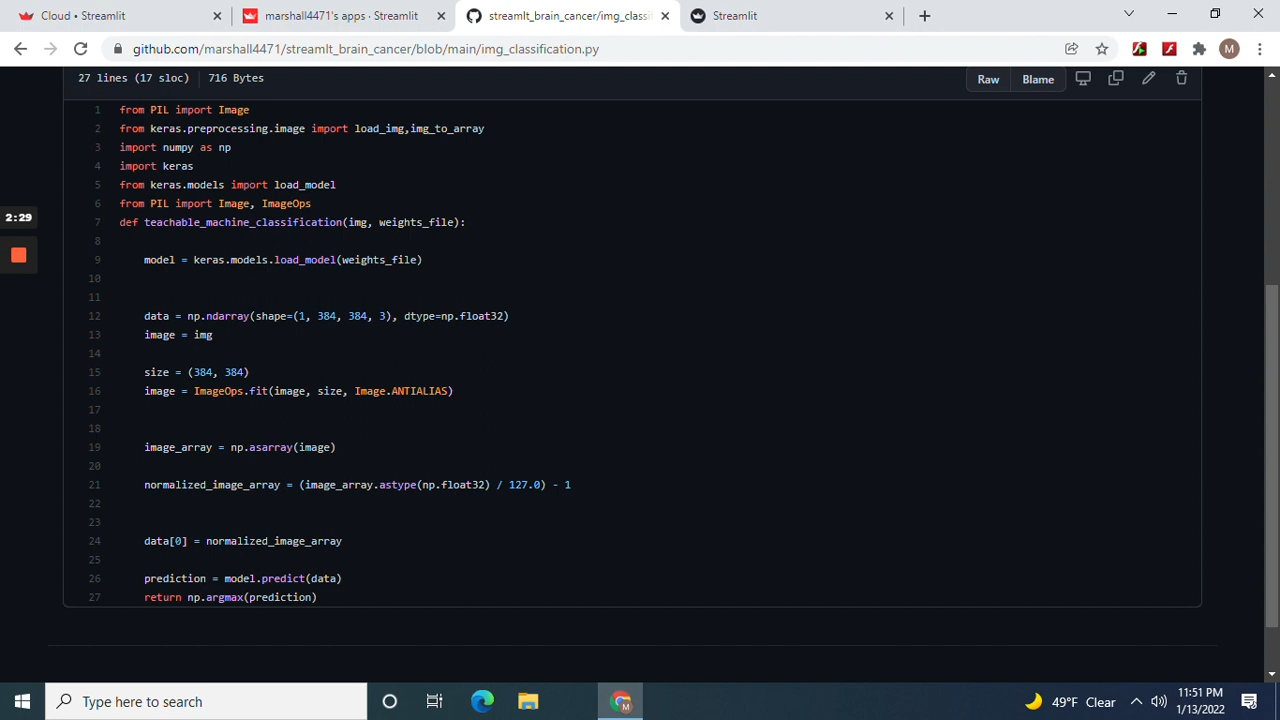 Cloud • Streamlit
marshall4471's apps · Streamlit
streamlt_brain_cancer/img_classif
Streamlit
github.com/marshall4471/streamlt_brain_cancer/blob/main/img_classification.py
M
27 lines (17 sloc) 716 Bytes
Raw Blame
1 from PIL import Image
2 from keras.preprocessing.image import load_img,img_to_array
3 import numpy as np
4 import keras
5 from keras.models import load_model
6 from PIL import Image, ImageOps
7 def teachable_machine_classification(img, weights_file):
8
9 model = keras.models.load_model(weights_file)
10
11
12 data = np.ndarray(shape=(1, 384, 384, 3), dtype=np.float32)
13 image = img
14
15 size = (384, 384)
16 image = ImageOps.fit(image, size, Image.ANTIALIAS)
17
18
19 image_array = np.asarray(image)
20
21 normalized_image_array = (image_array.astype(np.float32) / 127.0) - 1
22
23
24 data[0] = normalized_image_array
25
26 prediction = model.predict(data)
27 return np.argmax(prediction)
2:29
Type here to search
M
49°F Clear
11:51 PM
1/13/2022